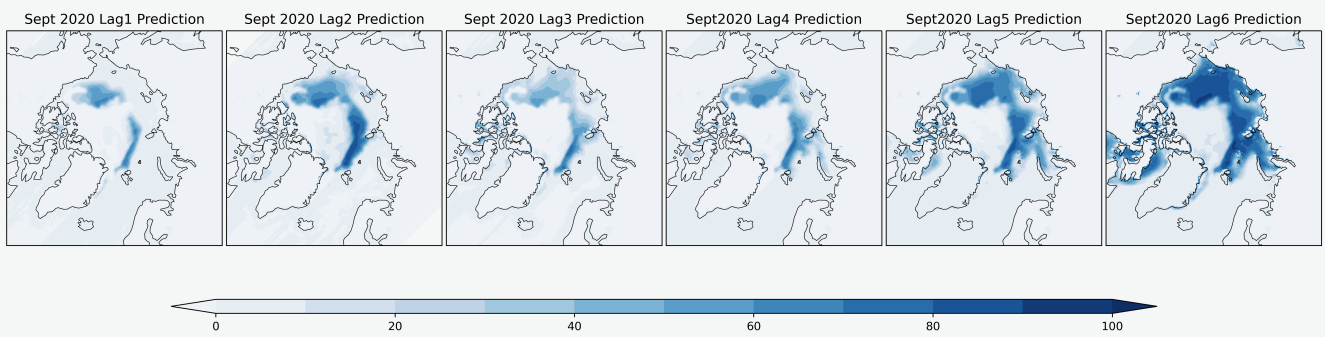 Sept 2020 Lag1 Prediction
Sept 2020 Lag2 Prediction
Sept 2020 Lag3 Prediction
Sept2020 Lag4 Prediction
Sept2020 Lag5 Prediction
Sept2020 Lag6 Prediction
0 20 40 60 80 100